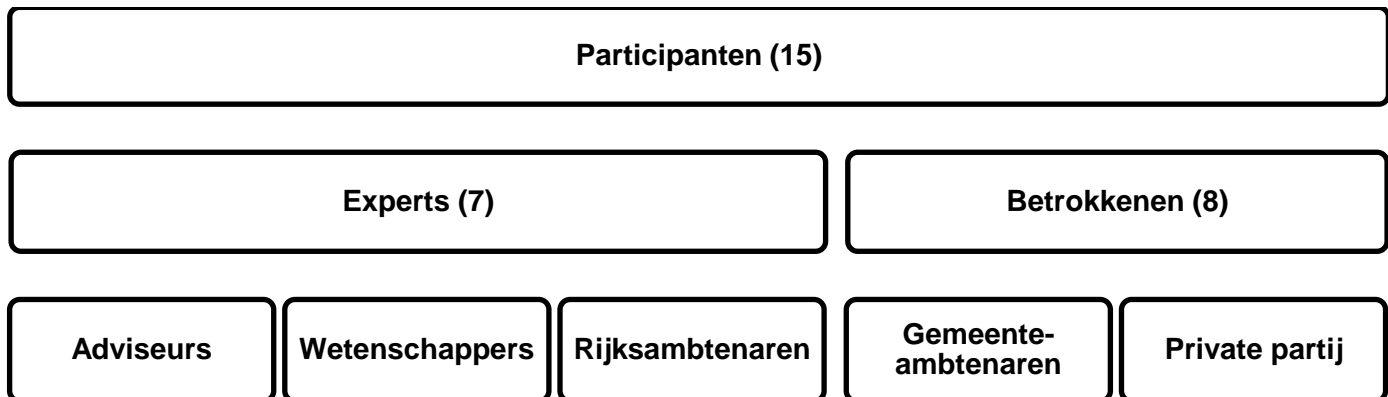 Participanten (15)
Experts (7)
Betrokkenen (8)
Adviseurs
Wetenschappers
Rijksambtenaren
Gemeente-
ambtenaren
Private partij